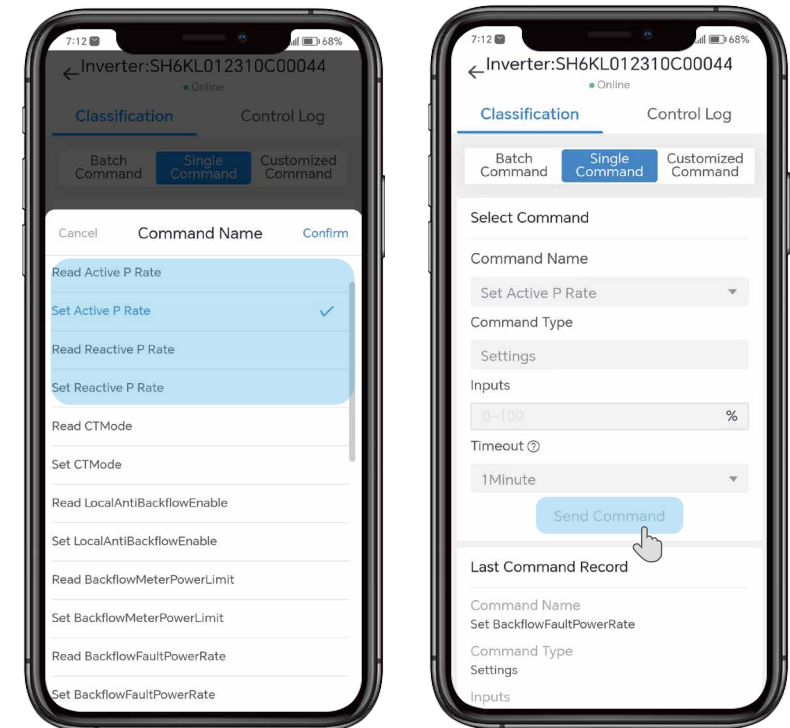 7:12
68%
Inverter:SH6KL012310C00044
Online
Classification
Control Log
Batch Command
Single Command
Customized Command
Cancel
Command Name
Confirm
Read Active P Rate
Set Active P Rate
Read Reactive P Rate
Set Reactive P Rate
Read CTMode
Set CTMode
Read LocalAntiBackflowEnable
Set LocalAntiBackflowEnable
Read BackflowMeterPowerLimit
Set BackflowMeterPowerLimit
Read BackflowFaultPowerRate
Set BackflowFaultPowerRate
7:12
68%
Inverter:SH6KL012310C00044
Online
Classification
Control Log
Batch Command
Single Command
Customized Command
Select Command
Command Name
Set Active P Rate
Command Type
Settings
Inputs
0~100
%
Timeout ?
1Minute
Send Command
Last Command Record
Command Name
Set BackflowFaultPowerRate
Command Type
Settings
Inputs